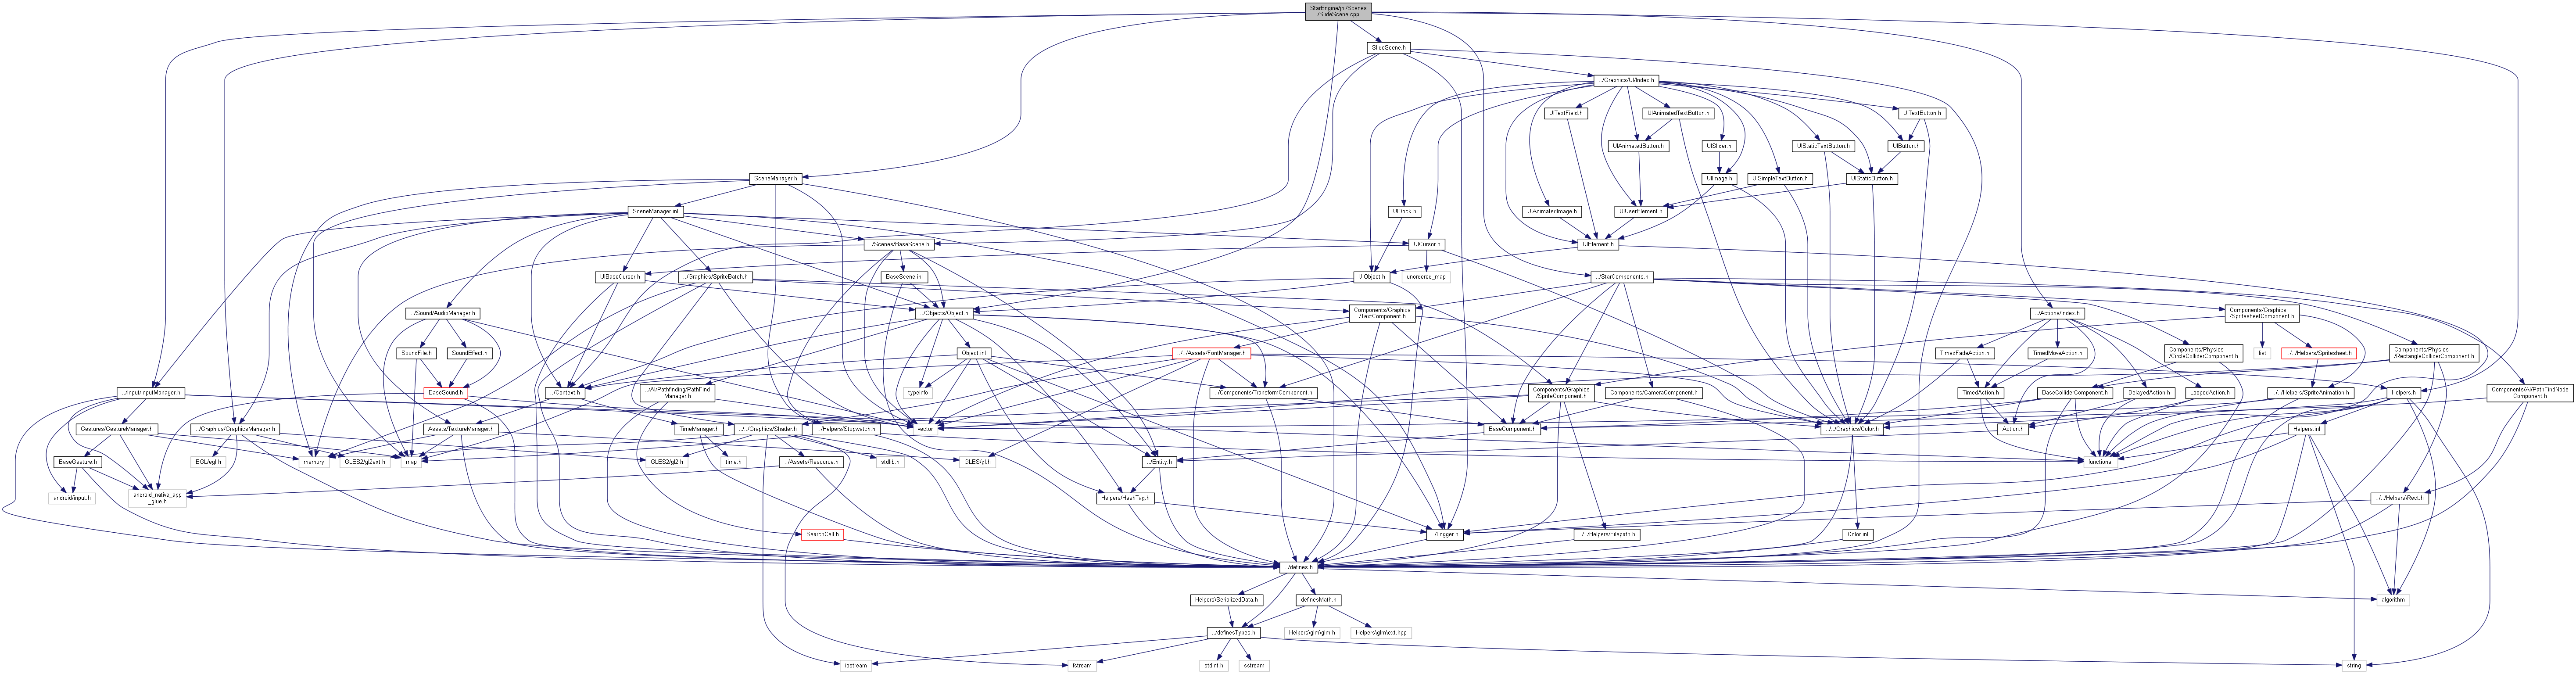 StarEngine/jni/Scenes
/SlideScene.cpp
SlideScene.h
../Graphics/UI/Index.h
UITextField.h
UIAnimatedTextButton.h
UITextButton.h
UIAnimatedButton.h
UISlider.h
UIStaticTextButton.h
UIButton.h
SceneManager.h
UIImage.h
UISimpleTextButton.h
UIStaticButton.h
SceneManager.inl
UIDock.h
UIAnimatedImage.h
UIUserElement.h
../Scenes/BaseScene.h
UICursor.h
UIElement.h
UIBaseCursor.h
../Graphics/SpriteBatch.h
BaseScene.inl
UIObject.h
unordered_map
../StarComponents.h
../Sound/AudioManager.h
../Objects/Object.h
Components/Graphics
/TextComponent.h
../Actions/Index.h
Components/Graphics
/SpritesheetComponent.h
SoundFile.h
SoundEffect.h
Object.inl
../../Assets/FontManager.h
TimedFadeAction.h
TimedMoveAction.h
Components/Physics
/CircleColliderComponent.h
list
../../Helpers/Spritesheet.h
Components/Physics
/RectangleColliderComponent.h
../Input/InputManager.h
BaseSound.h
../AI/Pathfinding/PathFind
Manager.h
../Context.h
typeinfo
../Components/TransformComponent.h
Components/Graphics
/SpriteComponent.h
Components/CameraComponent.h
TimedAction.h
BaseColliderComponent.h
DelayedAction.h
LoopedAction.h
../../Helpers/SpriteAnimation.h
Helpers.h
Components/AI/PathFindNode
Component.h
Gestures/GestureManager.h
../GraphicsManager.h
Assets/TextureManager.h
TimeManager.h
../../Graphics/Shader.h
../Helpers/Stopwatch.h
vector
BaseComponent.h
../../Graphics/Color.h
Action.h
Helpers.inl
BaseGesture.h
EGL/egl.h
memory
GLES2/gl2ext.h
map
GLES2/gl2.h
time.h
../Assets/Resource.h
stdlib.h
GLES/gl.h
../Entity.h
functional
android/input.h
android_native_app
_glue.h
Helpers/HashTag.h
../../Helpers\Rect.h
SearchCell.h
../Logger.h
../../Helpers/Filepath.h
Color.inl
../defines.h
Helpers\SerializedData.h
definesMath.h
algorithm
../definesTypes.h
Helpers\glm\glm.h
Helpers\glm\ext.hpp
iostream
fstream
stdint.h
sstream
string